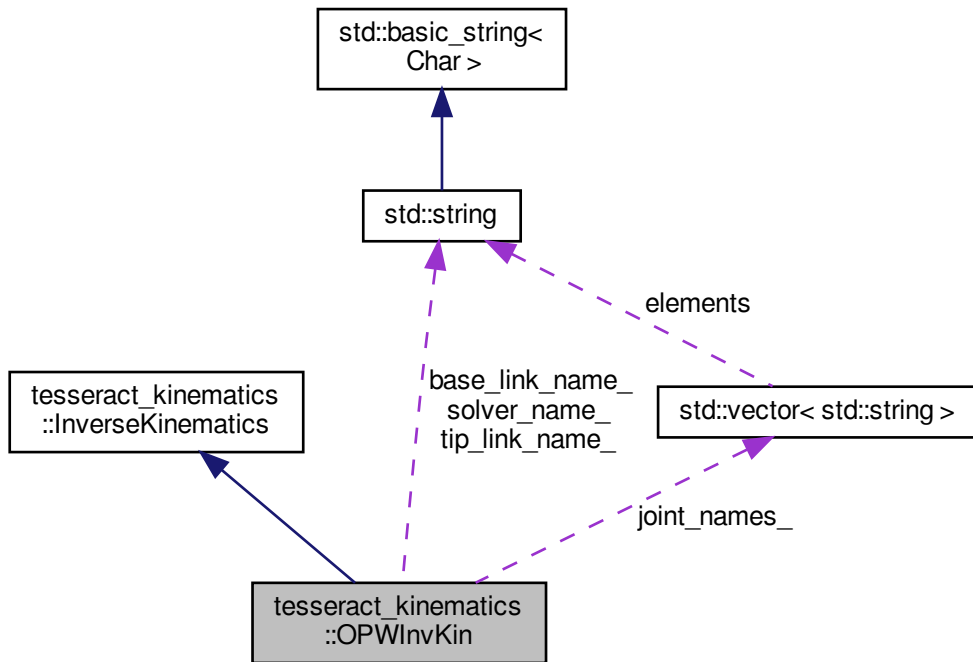 std::basic_string<
Char >
std::string
elements
tesseract_kinematics
::InverseKinematics
base_link_name_
solver_name_
tip_link_name_
std::vector< std::string >
joint_names_
tesseract_kinematics
::OPWInvKin